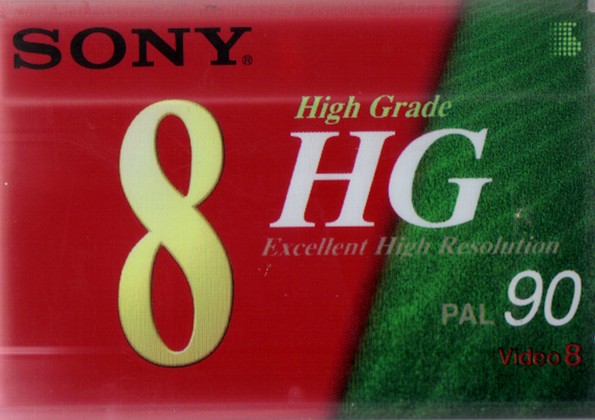 SONY®
8
High Grade
HG
Excellent High Resolution
PAL 90
Video 8